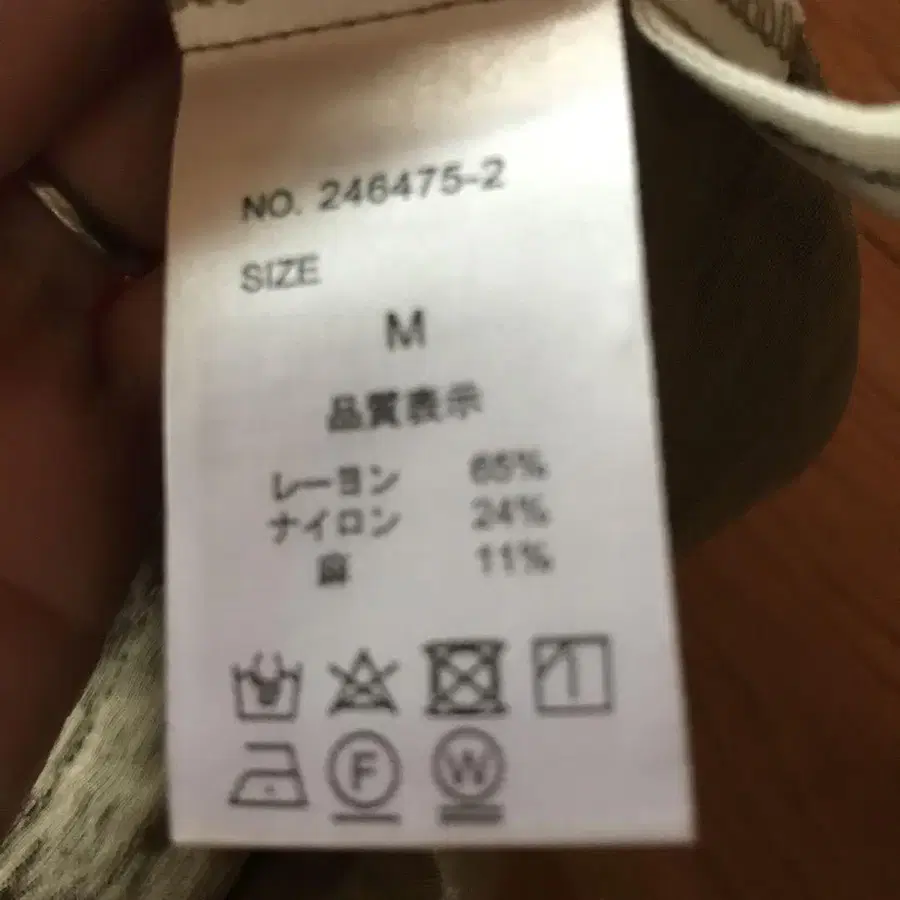 NO. 246475-2
SIZE
M
品質表示
レーヨン 65%
ナイロン 24%
麻 11%
F W